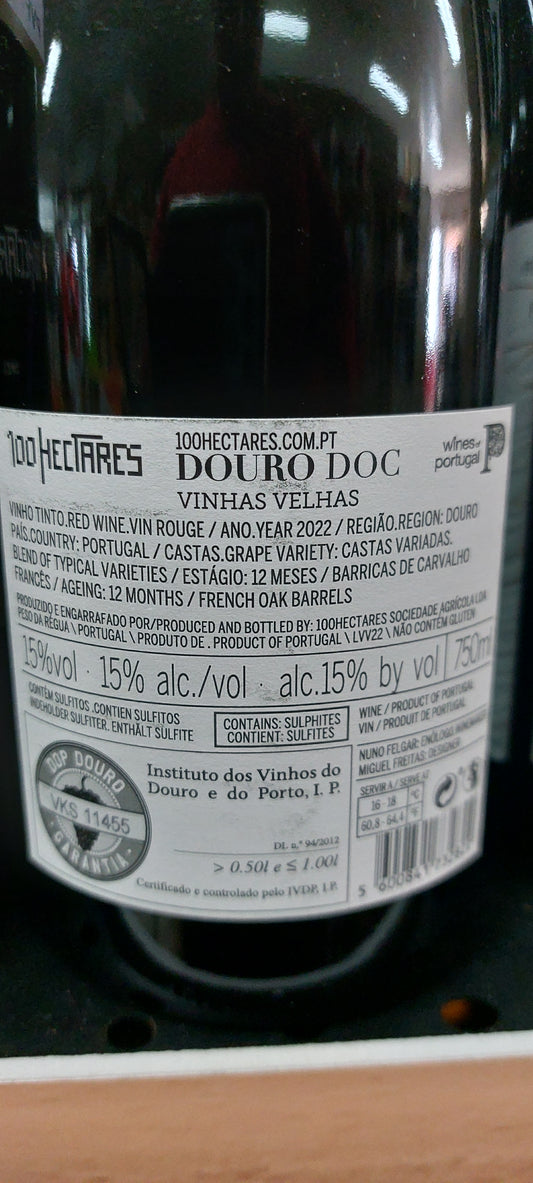 100HECTARES
100HECTARES.COM.PT
DOURO DOC
VINHAS VELHAS
wines of
portugal
VINHO TINTO.RED WINE.VIN ROUGE / ANO.YEAR 2022 / REGIÃO.REGION: DOURO
PAÍS.COUNTRY: PORTUGAL / CASTAS.GRAPE VARIETY: CASTAS VARIADAS.
BLEND OF TYPICAL VARIETIES / ESTÁGIO: 12 MESES / BARRICAS DE CARVALHO
FRANCÊS / AGEING: 12 MONTHS / FRENCH OAK BARRELS
PRODUZIDO E ENGARRAFADO POR/PRODUCED AND BOTTLED BY: 100HECTARES SOCIEDADE AGRÍCOLA LDA
PESO DA RÉGUA \ PORTUGAL \ PRODUTO DE . PRODUCT OF PORTUGAL \ LVV22 \ NÃO CONTÉM GLUTEN
15%vol · 15% alc./vol · alc.15% by vol 750ml
CONTÉM SULFITOS .CONTIEN SULFITOS
INDEHOLDER SULFITER. ENTHÄLT SULFITE
CONTAINS: SULPHITES
CONTIENT: SULFITES
WINE / PRODUCT OF PORTUGAL
VIN / PRODUIT DE PORTUGAL
NUNO FELGAR: ENÓLOGO.WINEMAKER
MIGUEL FREITAS: DESIGNER
SERVIR A / SERVE AT
16 - 18 °C
60,8 - 64,4 °F
DOP DOURO
VKS 11455
· GARANTIA ·
Instituto dos Vinhos do
Douro e do Porto, I. P.
DL n.º 94/2012
> 0.50l e ≤ 1.00l
Certificado e controlado pelo IVDP, I.P.